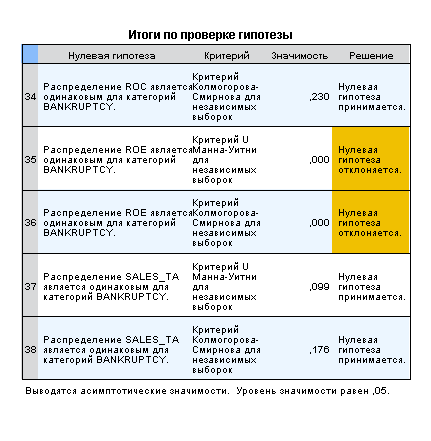 Итоги по проверке гипотезы
Нулевая гипотеза Критерий Значимость Решение
34 Распределение ROC является одинаковым для категорий BANKRUPTCY. Критерий Колмогорова-Смирнова для независимых выборок ,230 Нулевая гипотеза принимается.
35 Распределение ROE является одинаковым для категорий BANKRUPTCY. Критерий U Манна-Уитни для независимых выборок ,000 Нулевая гипотеза отклоняется.
36 Распределение ROE является одинаковым для категорий BANKRUPTCY. Критерий Колмогорова-Смирнова для независимых выборок ,000 Нулевая гипотеза отклоняется.
37 Распределение SALES_TA является одинаковым для категорий BANKRUPTCY. Критерий U Манна-Уитни для независимых выборок ,099 Нулевая гипотеза принимается.
38 Распределение SALES_TA является одинаковым для категорий BANKRUPTCY. Критерий Колмогорова-Смирнова для независимых выборок ,176 Нулевая гипотеза принимается.
Выводятся асимптотические значимости. Уровень значимости равен ,05.